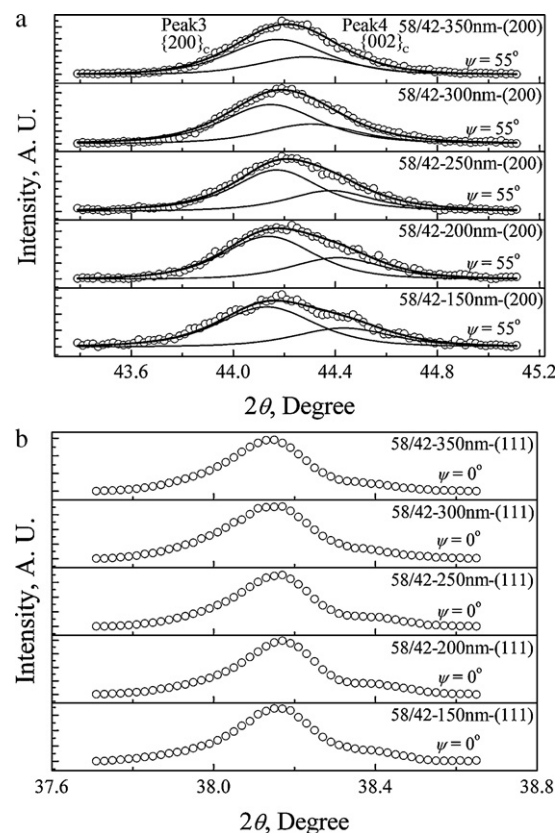 a
Peak3
{200}c
Peak4
{002}c
58/42-350nm-(200)
ψ = 55°
58/42-300nm-(200)
ψ = 55°
58/42-250nm-(200)
ψ = 55°
58/42-200nm-(200)
ψ = 55°
58/42-150nm-(200)
ψ = 55°
Intensity, A. U.
43.6 44.0 44.4 44.8 45.2
2θ, Degree
b
58/42-350nm-(111)
ψ = 0°
58/42-300nm-(111)
ψ = 0°
58/42-250nm-(111)
ψ = 0°
58/42-200nm-(111)
ψ = 0°
58/42-150nm-(111)
ψ = 0°
Intensity, A. U.
37.6 38.0 38.4 38.8
2θ, Degree